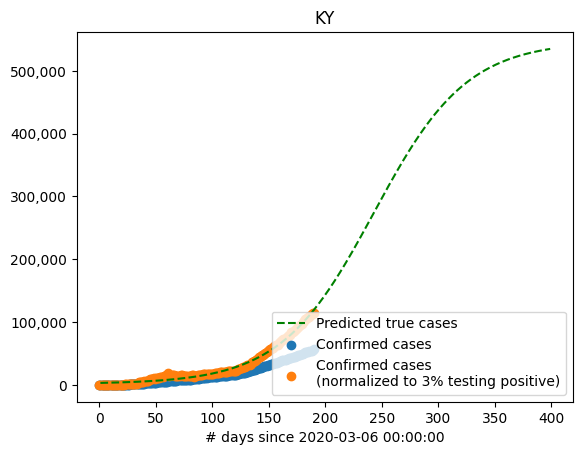 KY
500,000
400,000
300,000
200,000
100,000
0
Predicted true cases
Confirmed cases
Confirmed cases
(normalized to 3% testing positive)
0 50 100 150 200 250 300 350 400
# days since 2020-03-06 00:00:00